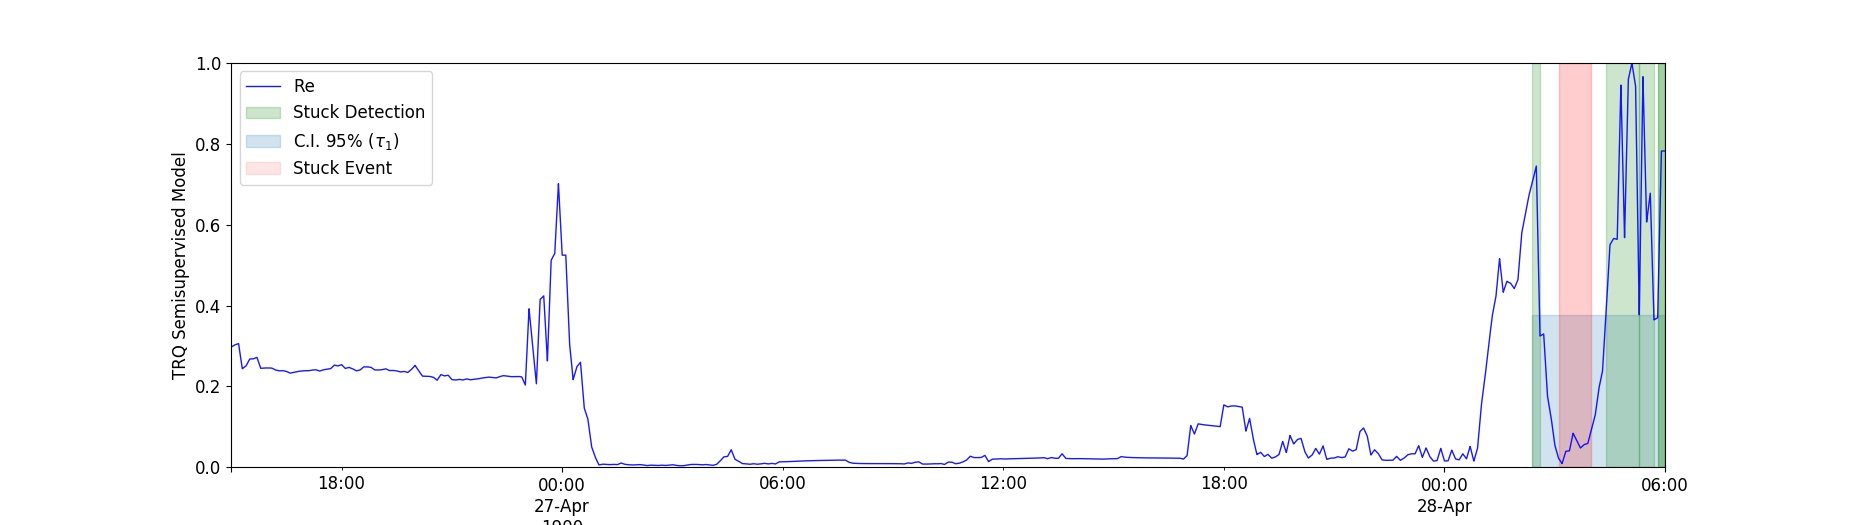 TRQ Semisupervised Model
1.0
0.8
0.6
0.4
0.2
0.0
Re
Stuck Detection
C.I. 95% (τ₁)
Stuck Event
18:00 00:00 06:00 12:00 18:00 00:00 06:00
27-Apr 28-Apr
1900